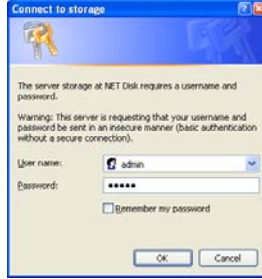 Connect to storage
The server storage at NET Disk requires a username and
password.
Warning: This server is requesting that your username and
password be sent in an insecure manner (basic authentication
without a secure connection).
User name: admin
Password: •••••
Remember my password
OK Cancel